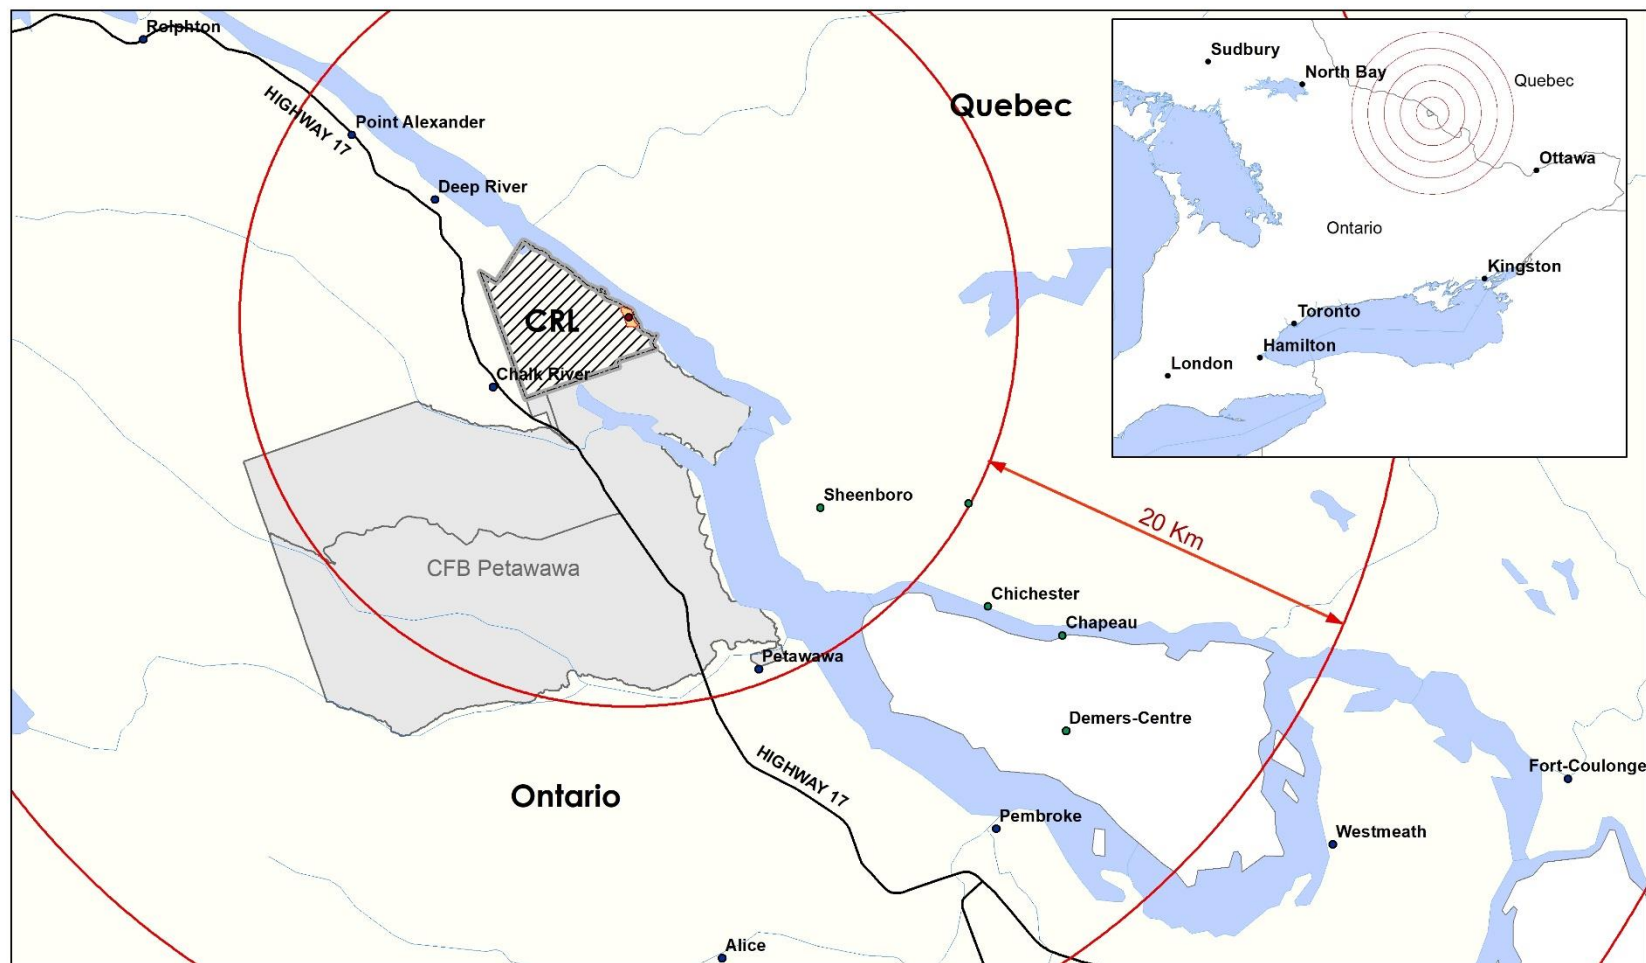 Rolphton
HIGHWAY 17
Point Alexander
Quebec
Deep River
CRL
Chalk River
Sheenboro
20 Km
CFB Petawawa
Chichester
Chapeau
Petawawa
Demers-Centre
HIGHWAY 17
Ontario
Fort-Coulonge
Pembroke
Westmeath
Alice
Sudbury
North Bay
Quebec
Ottawa
Ontario
Kingston
Toronto
Hamilton
London